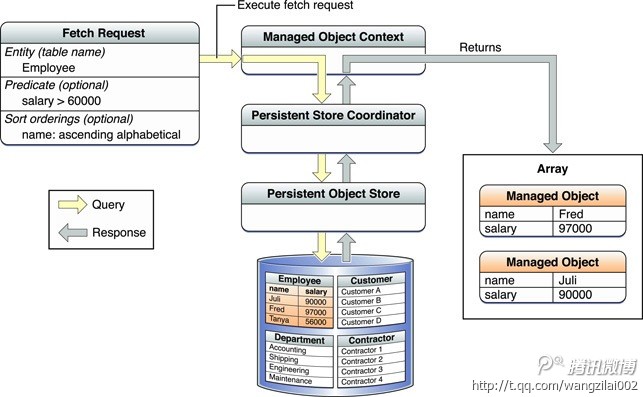 Execute fetch request
Fetch Request
Entity (table name)
Employee
Predicate (optional)
salary > 60000
Sort orderings (optional)
name: ascending alphabetical
Managed Object Context
Returns
Persistent Store Coordinator
Persistent Object Store
Query
Response
Array
Managed Object
name Fred
salary 97000
Managed Object
name Juli
salary 90000
Employee
name salary
Juli 90000
Fred 97000
Tanya 56000
Customer
Customer A
Customer B
Customer C
Customer D
Department
Accounting
Shipping
Engineering
Maintenance
Contractor
Contractor 1
Contractor 2
Contractor 3
Contractor 4
腾讯微博
http://t.qq.com/wangzilai002